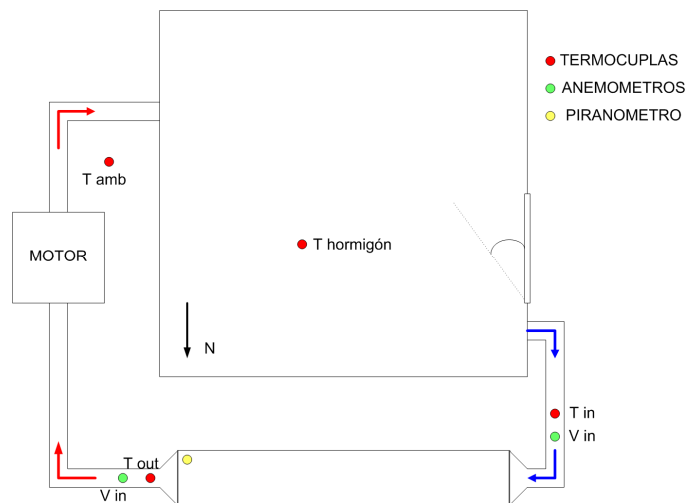 TERMOCUPLAS
ANEMOMETROS
PIRANOMETRO
T amb
T hormigón
MOTOR
N
T in
V in
T out
V in